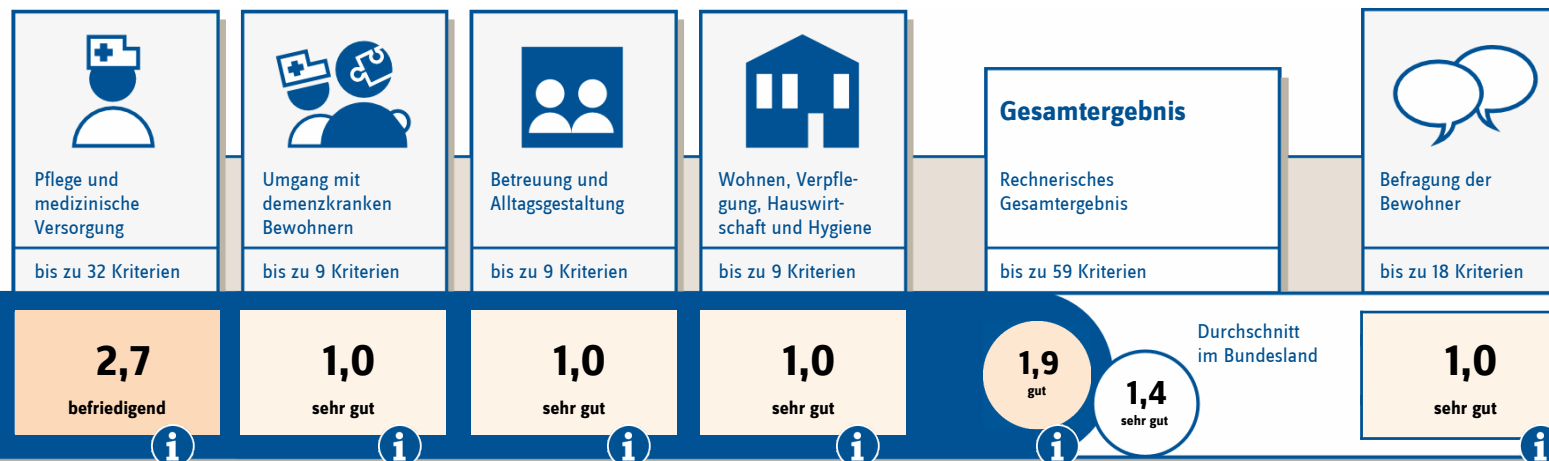 Pflege und
medizinische
Versorgung
bis zu 32 Kriterien
2,7
befriedigend
i
Umgang mit
demenzkranken
Bewohnern
bis zu 9 Kriterien
1,0
sehr gut
i
Betreuung und
Alltagsgestaltung
bis zu 9 Kriterien
1,0
sehr gut
i
Wohnen, Verpfle-
gung, Hauswirt-
schaft und Hygiene
bis zu 9 Kriterien
1,0
sehr gut
i
Gesamtergebnis
Rechnerisches
Gesamtergebnis
bis zu 59 Kriterien
1,9
gut
i
Durchschnitt
im Bundesland
1,4
sehr gut
Befragung der
Bewohner
bis zu 18 Kriterien
1,0
sehr gut
i